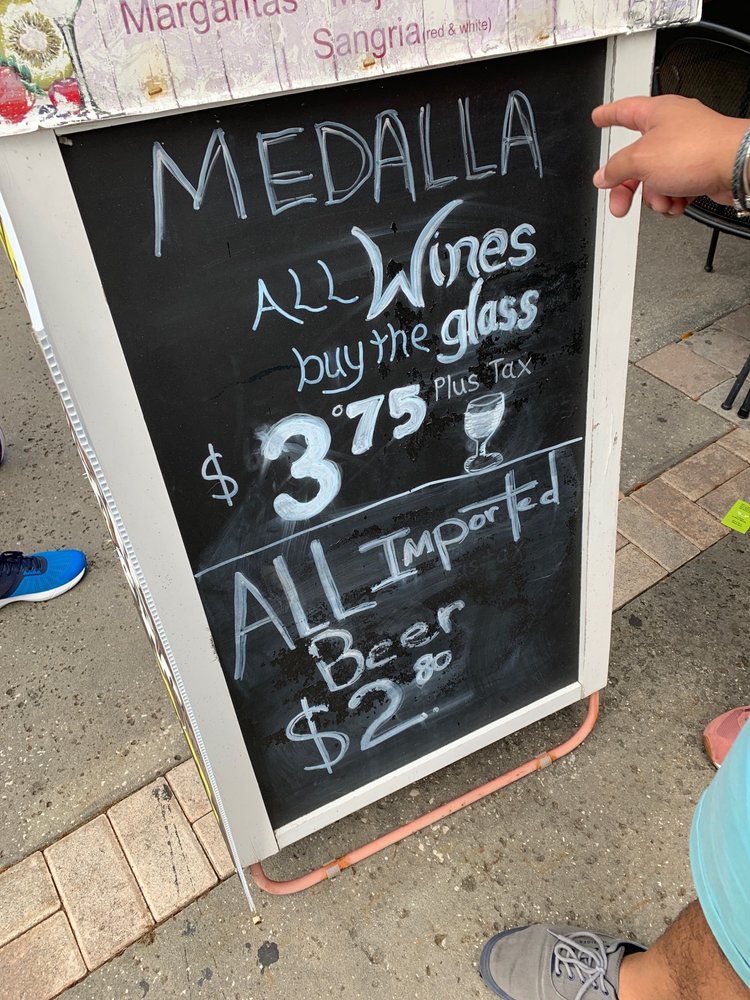 Margaritas
Sangria (red & white)
MEDALLA
ALL Wines
buy the glass
$3.75 Plus Tax
ALL Imported
Beer
$2.80